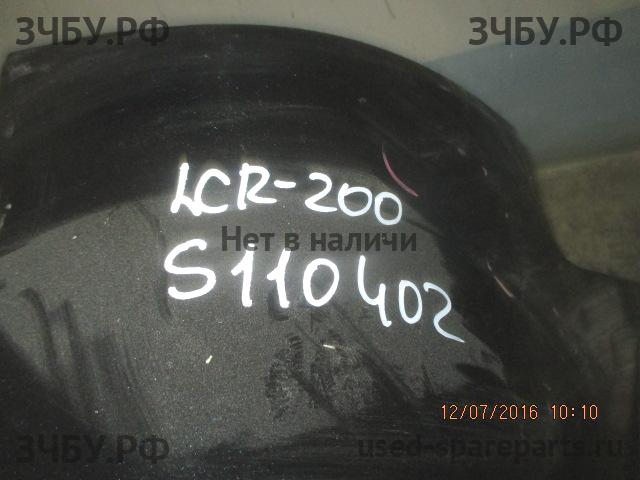 ЗЧБУ.РФ ЗЧБУ.РФ
LCR-200
Нет в наличи
S110402
12/07/2016 10:10
ЗЧБУ.РФ used-spareparts.ru